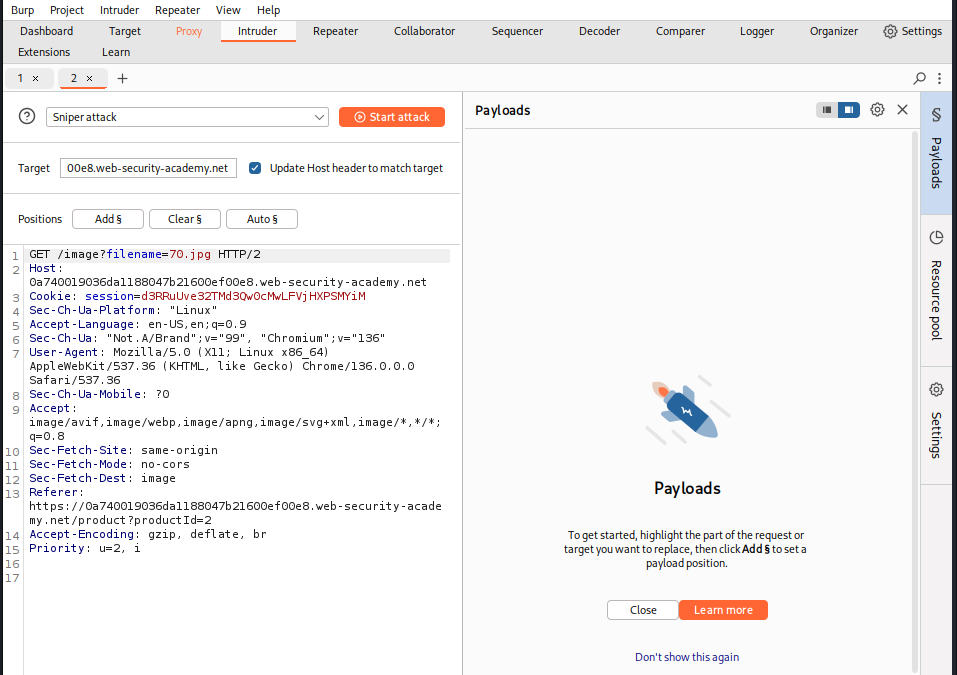 Burp Project Intruder Repeater View Help
Dashboard Target Proxy Intruder Repeater Collaborator Sequencer Decoder Comparer Logger Organizer Settings
Extensions Learn
1 × 2 × +
? Sniper attack Start attack
Target 00e8.web-security-academy.net Update Host header to match target
Positions Add § Clear § Auto §
1 GET /image?filename=70.jpg HTTP/2
2 Host:
0a740019036da1188047b21600ef00e8.web-security-academy.net
3 Cookie: session=d3RRuUve32TMd3QwOcMwLFVjHXPSMYiM
4 Sec-Ch-Ua-Platform: "Linux"
5 Accept-Language: en-US,en;q=0.9
6 Sec-Ch-Ua: "Not.A/Brand";v="99", "Chromium";v="136"
7 User-Agent: Mozilla/5.0 (X11; Linux x86_64)
AppleWebKit/537.36 (KHTML, like Gecko) Chrome/136.0.0.0
Safari/537.36
8 Sec-Ch-Ua-Mobile: ?0
9 Accept:
image/avif,image/webp,image/apng,image/svg+xml,image/*,*/*;
q=0.8
10 Sec-Fetch-Site: same-origin
11 Sec-Fetch-Mode: no-cors
12 Sec-Fetch-Dest: image
13 Referer:
https://0a740019036da1188047b21600ef00e8.web-security-acade
my.net/product?productId=2
14 Accept-Encoding: gzip, deflate, br
15 Priority: u=2, i
16
17
Payloads
Payloads
To get started, highlight the part of the request or
target you want to replace, then click Add § to set a
payload position.
Close Learn more
Don't show this again
§ Payloads
Resource pool
Settings